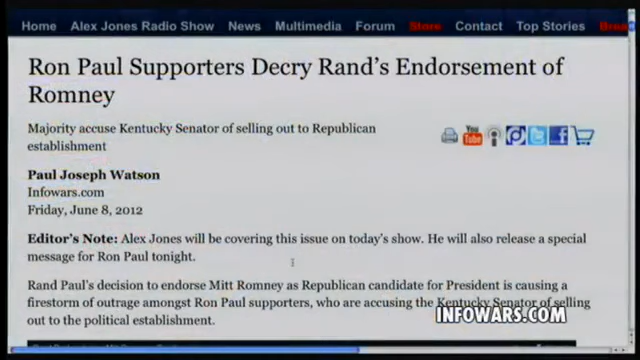 Home Alex Jones Radio Show News Multimedia Forum Store Contact Top Stories
Ron Paul Supporters Decry Rand's Endorsement of
Romney
Majority accuse Kentucky Senator of selling out to Republican
establishment
You
Tube
Paul Joseph Watson
Infowars.com
Friday, June 8, 2012
Editor's Note: Alex Jones will be covering this issue on today's show. He will also release a special
message for Ron Paul tonight.
Rand Paul's decision to endorse Mitt Romney as Republican candidate for President is causing a
firestorm of outrage amongst Ron Paul supporters, who are accusing the Kentucky Senator of selling
out to the political establishment.
INFOWARS.COM